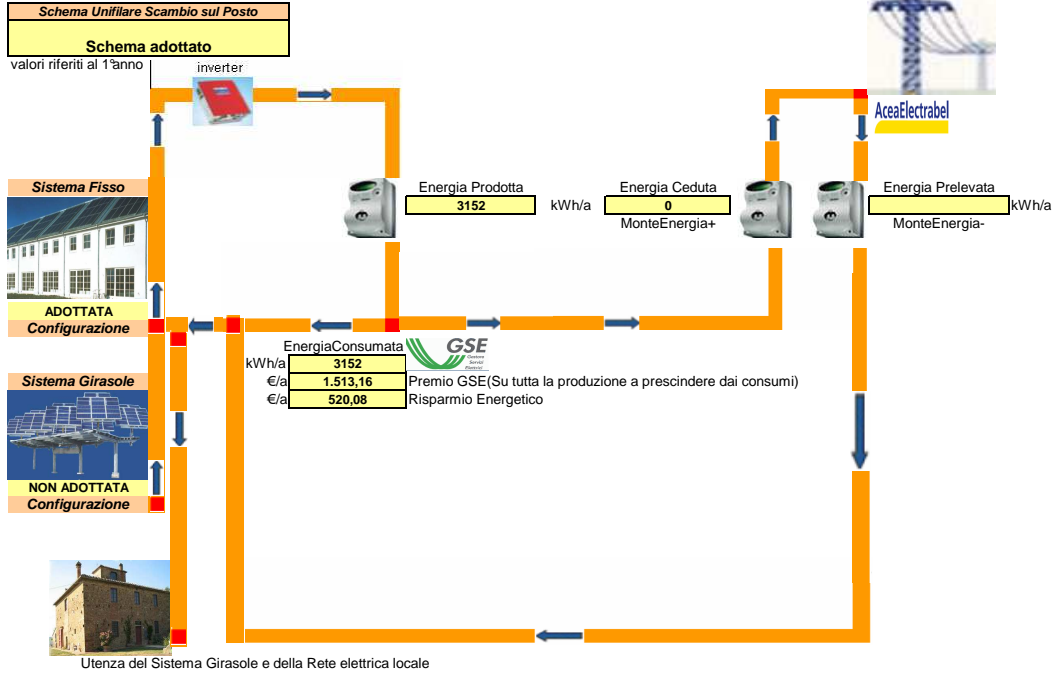 Schema Unifilare Scambio sul Posto
Schema adottato
valori riferiti al 1°anno
inverter
AceaElectrabel
Sistema Fisso
Energia Prodotta
3152
kWh/a
Energia Ceduta
0
MonteEnergia+
Energia Prelevata
kWh/a
MonteEnergia-
ADOTTATA
Configurazione
EnergiaConsumata
kWh/a
3152
GSE
Gestore
Servizi
Elettrici
€/a
1.513,16
Premio GSE(Su tutta la produzione a prescindere dai consumi)
€/a
520,08
Risparmio Energetico
Sistema Girasole
NON ADOTTATA
Configurazione
Utenza del Sistema Girasole e della Rete elettrica locale